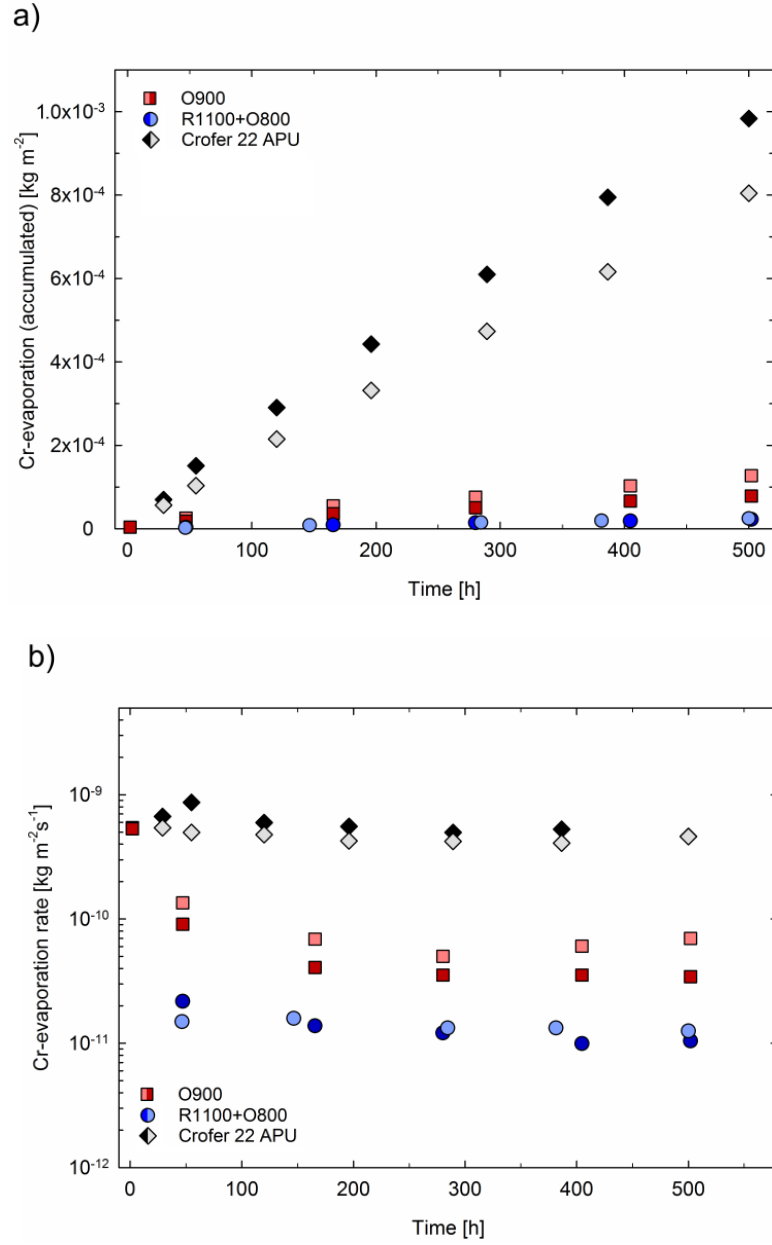 a)
Cr-evaporation (accumulated) [kg m⁻²]
1.0x10⁻³
8x10⁻⁴
6x10⁻⁴
4x10⁻⁴
2x10⁻⁴
0
O900
R1100+O800
Crofer 22 APU
0 100 200 300 400 500
Time [h]
b)
Cr-evaporation rate [kg m⁻²s⁻¹]
10⁻⁹
10⁻¹⁰
10⁻¹¹
10⁻¹²
O900
R1100+O800
Crofer 22 APU
0 100 200 300 400 500
Time [h]